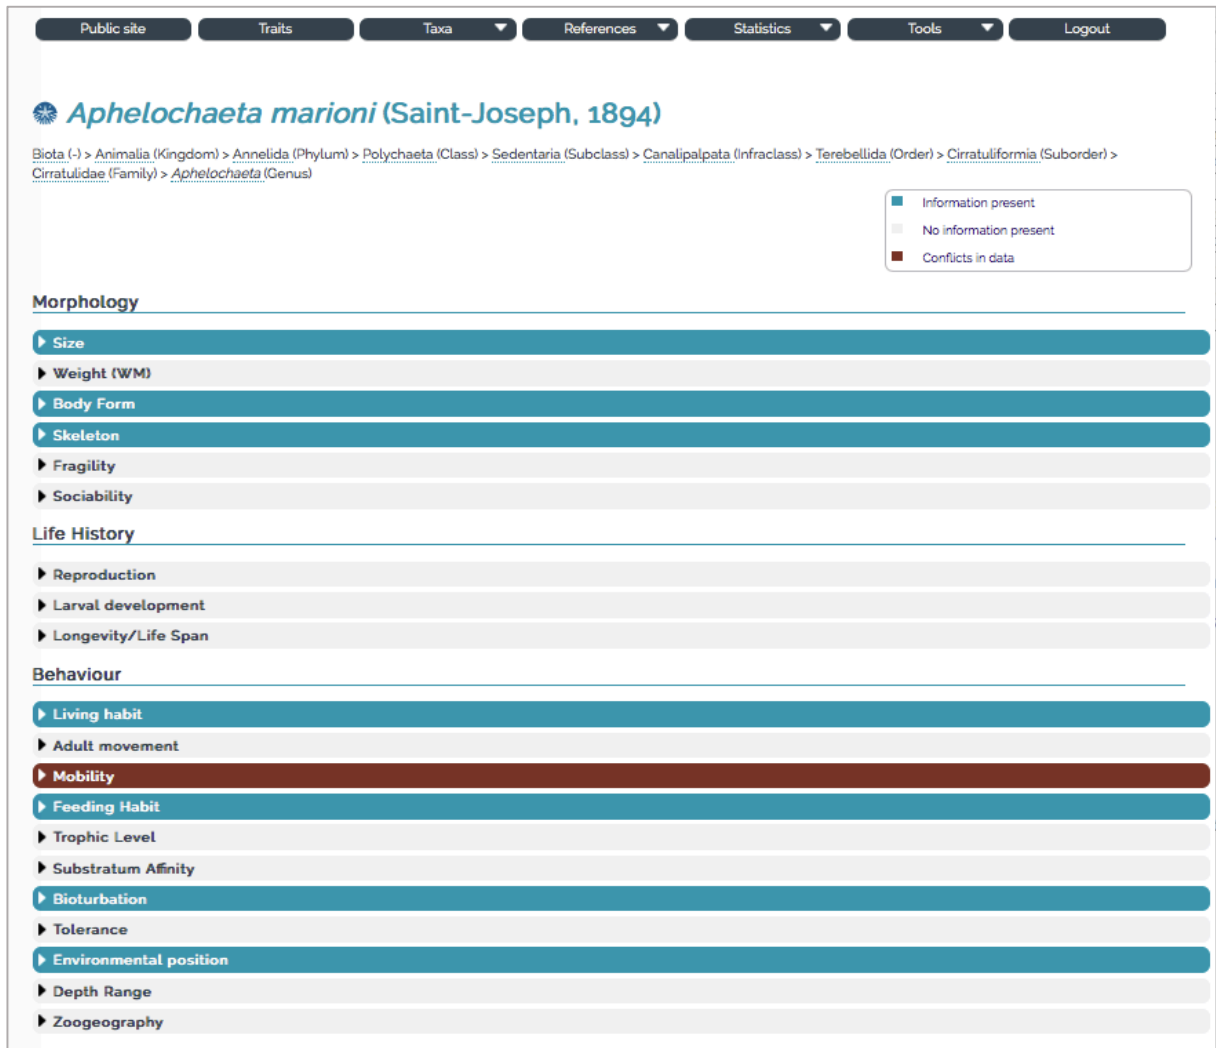 Public site Traits Taxa References Statistics Tools Logout
Aphelochaeta marioni (Saint-Joseph, 1894)
Biota (-) > Animalia (Kingdom) > Annelida (Phylum) > Polychaeta (Class) > Sedentaria (Subclass) > Canalipalpata (Infraclass) > Terebellida (Order) > Cirratuliformia (Suborder) >
Cirratulidae (Family) > Aphelochaeta (Genus)
Information present
No information present
Conflicts in data
Morphology
Size
Weight (WM)
Body Form
Skeleton
Fragility
Sociability
Life History
Reproduction
Larval development
Longevity/Life Span
Behaviour
Living habit
Adult movement
Mobility
Feeding Habit
Trophic Level
Substratum Affinity
Bioturbation
Tolerance
Environmental position
Depth Range
Zoogeography